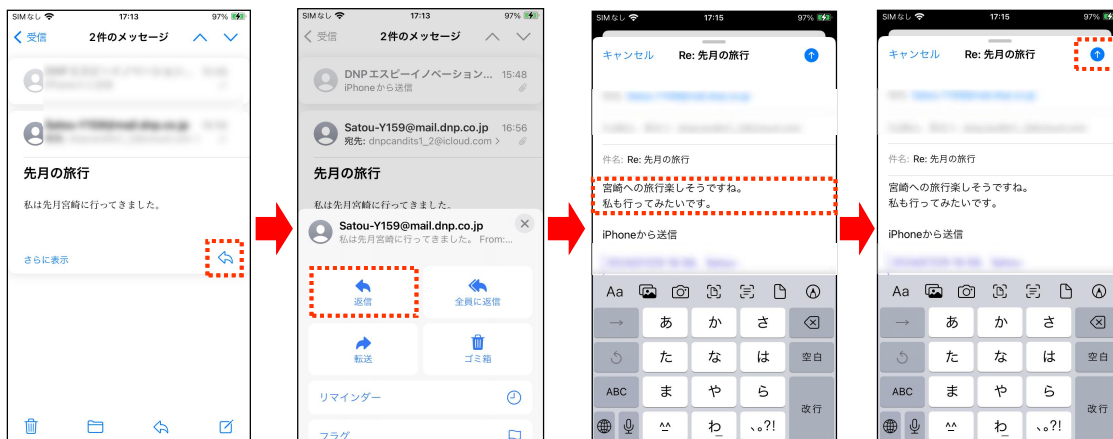 SIMなし 17:13 97%
受信 2件のメッセージ
先月の旅行
私は先月宮崎に行ってきました。
さらに表示
SIMなし 17:13 97%
受信 2件のメッセージ
DNP エスピーイノベーション... 15:48
iPhoneから送信
Satou-Y159@mail.dnp.co.jp 16:56
宛先: dnpcandits1_2@icloud.com >
先月の旅行
私は先月宮崎に行ってきました。
Satou-Y159@mail.dnp.co.jp
私は先月宮崎に行ってきました。 From:...
返信 全員に返信
転送 ゴミ箱
リマインダー
フラグ
SIMなし 17:15 97%
キャンセル Re: 先月の旅行
件名: Re: 先月の旅行
宮崎への旅行楽しそうですね。
私も行ってみたいです。
iPhoneから送信
Aa
→ あ か さ
た な は 空白
ABC ま や ら
改行
^^ わ 、。?!
SIMなし 17:15 97%
キャンセル Re: 先月の旅行
件名: Re: 先月の旅行
宮崎への旅行楽しそうですね。
私も行ってみたいです。
iPhoneから送信
Aa
→ あ か さ
た な は 空白
ABC ま や ら
改行
^^ わ 、。?!